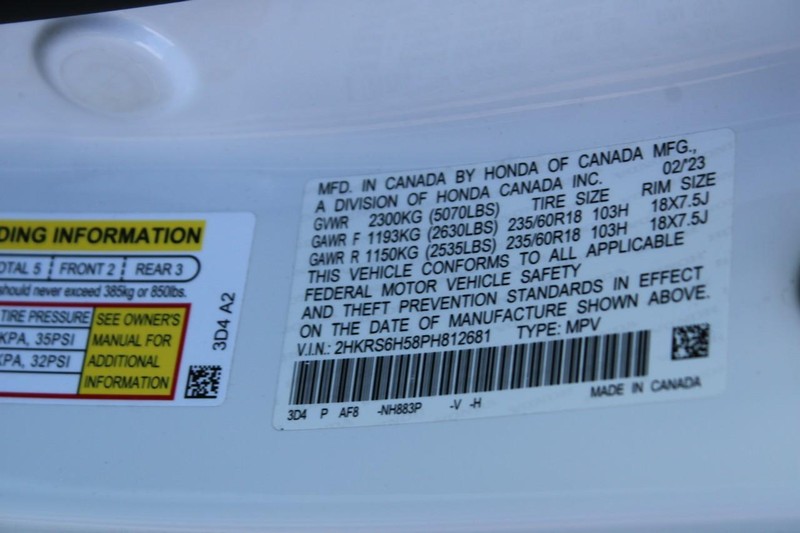 DING INFORMATION
OTAL 5 FRONT 2 REAR 3
should never exceed 385kg or 850lbs.
TIRE PRESSURE
KPA, 35PSI
KPA, 32PSI
SEE OWNER'S
MANUAL FOR
ADDITIONAL
INFORMATION
3D4 A2
MFD. IN CANADA BY HONDA OF CANADA MFG.,
A DIVISION OF HONDA CANADA INC. 02/'23
GVWR 2300KG (5070LBS) TIRE SIZE RIM SIZE
GAWR F 1193KG (2630LBS) 235/60R18 103H 18X7.5J
GAWR R 1150KG (2535LBS) 235/60R18 103H 18X7.5J
THIS VEHICLE CONFORMS TO ALL APPLICABLE
FEDERAL MOTOR VEHICLE SAFETY
AND THEFT PREVENTION STANDARDS IN EFFECT
ON THE DATE OF MANUFACTURE SHOWN ABOVE.
V.I.N.: 2HKRS6H58PH812681 TYPE: MPV
MADE IN CANADA
3D4 P AF8 -NH883P -V -H